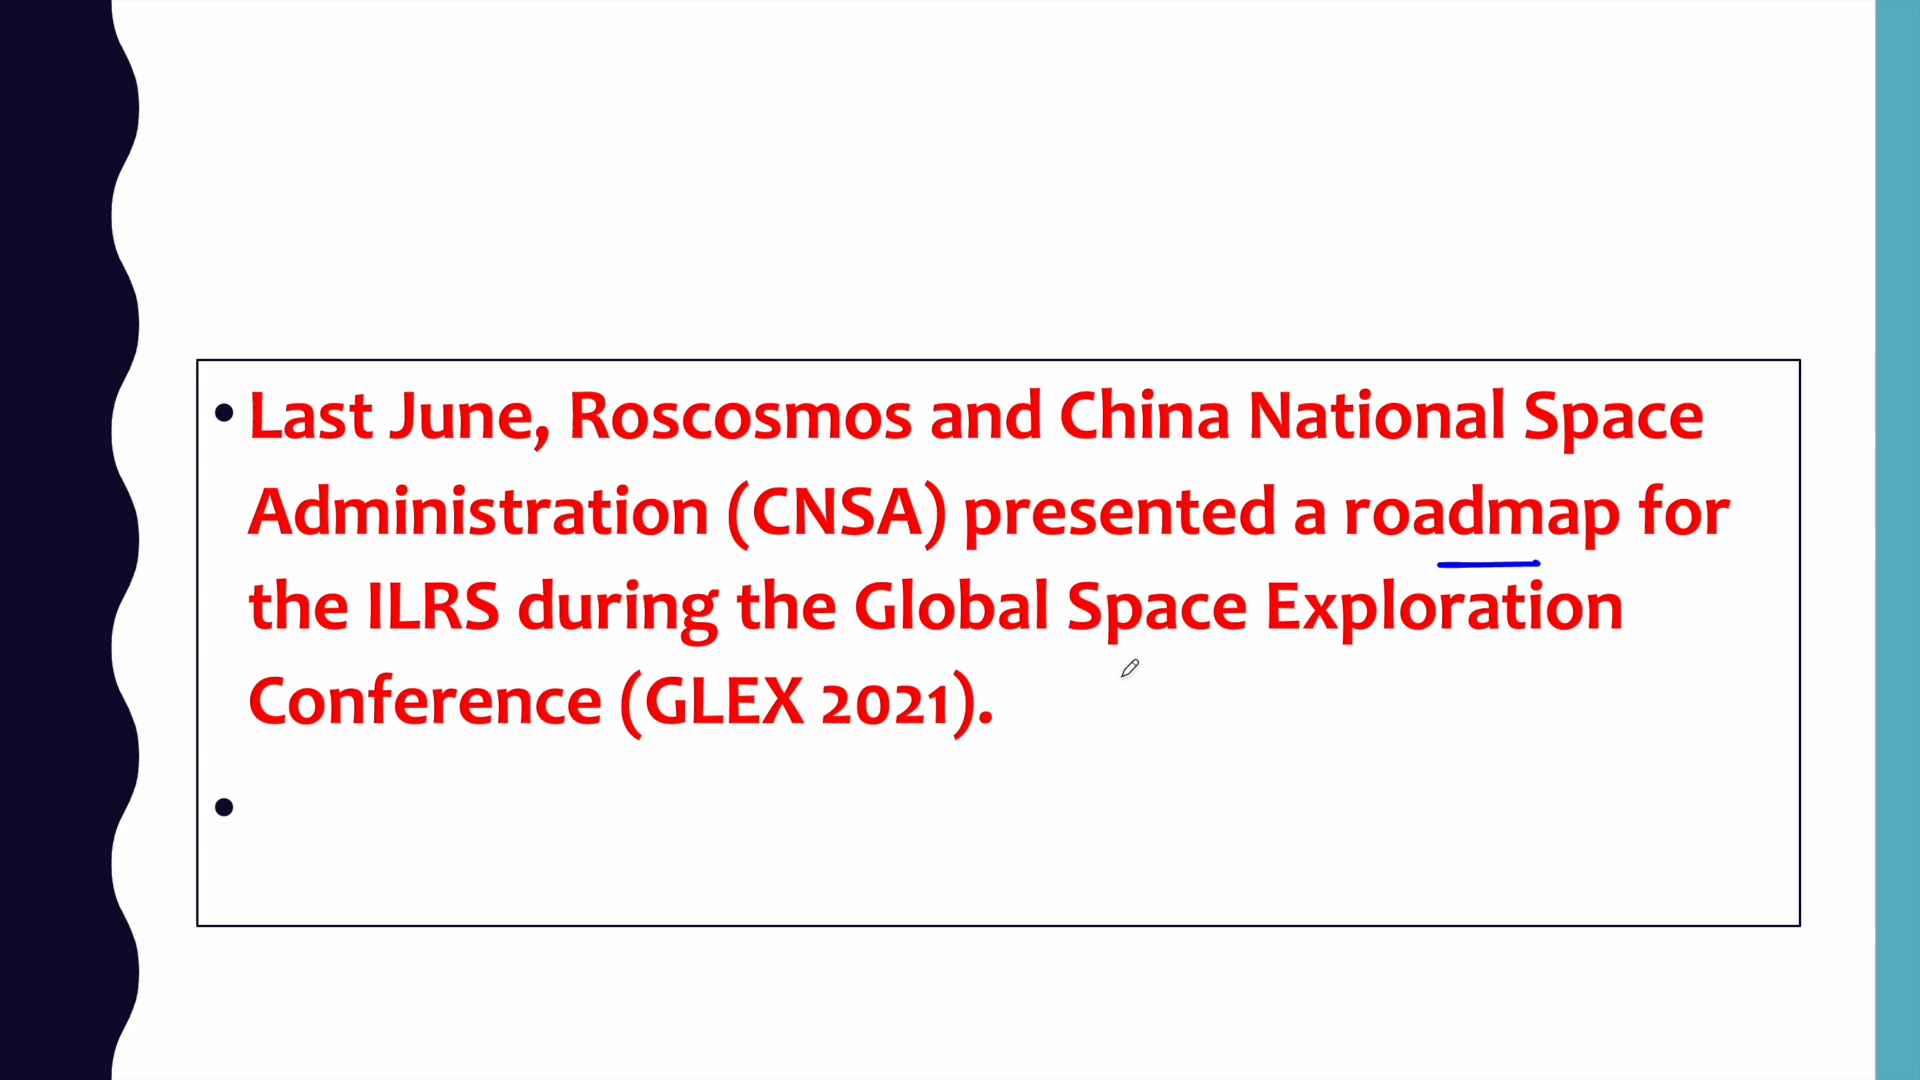 • Last June, Roscosmos and China National Space
Administration (CNSA) presented a roadmap for
the ILRS during the Global Space Exploration
Conference (GLEX 2021).
•